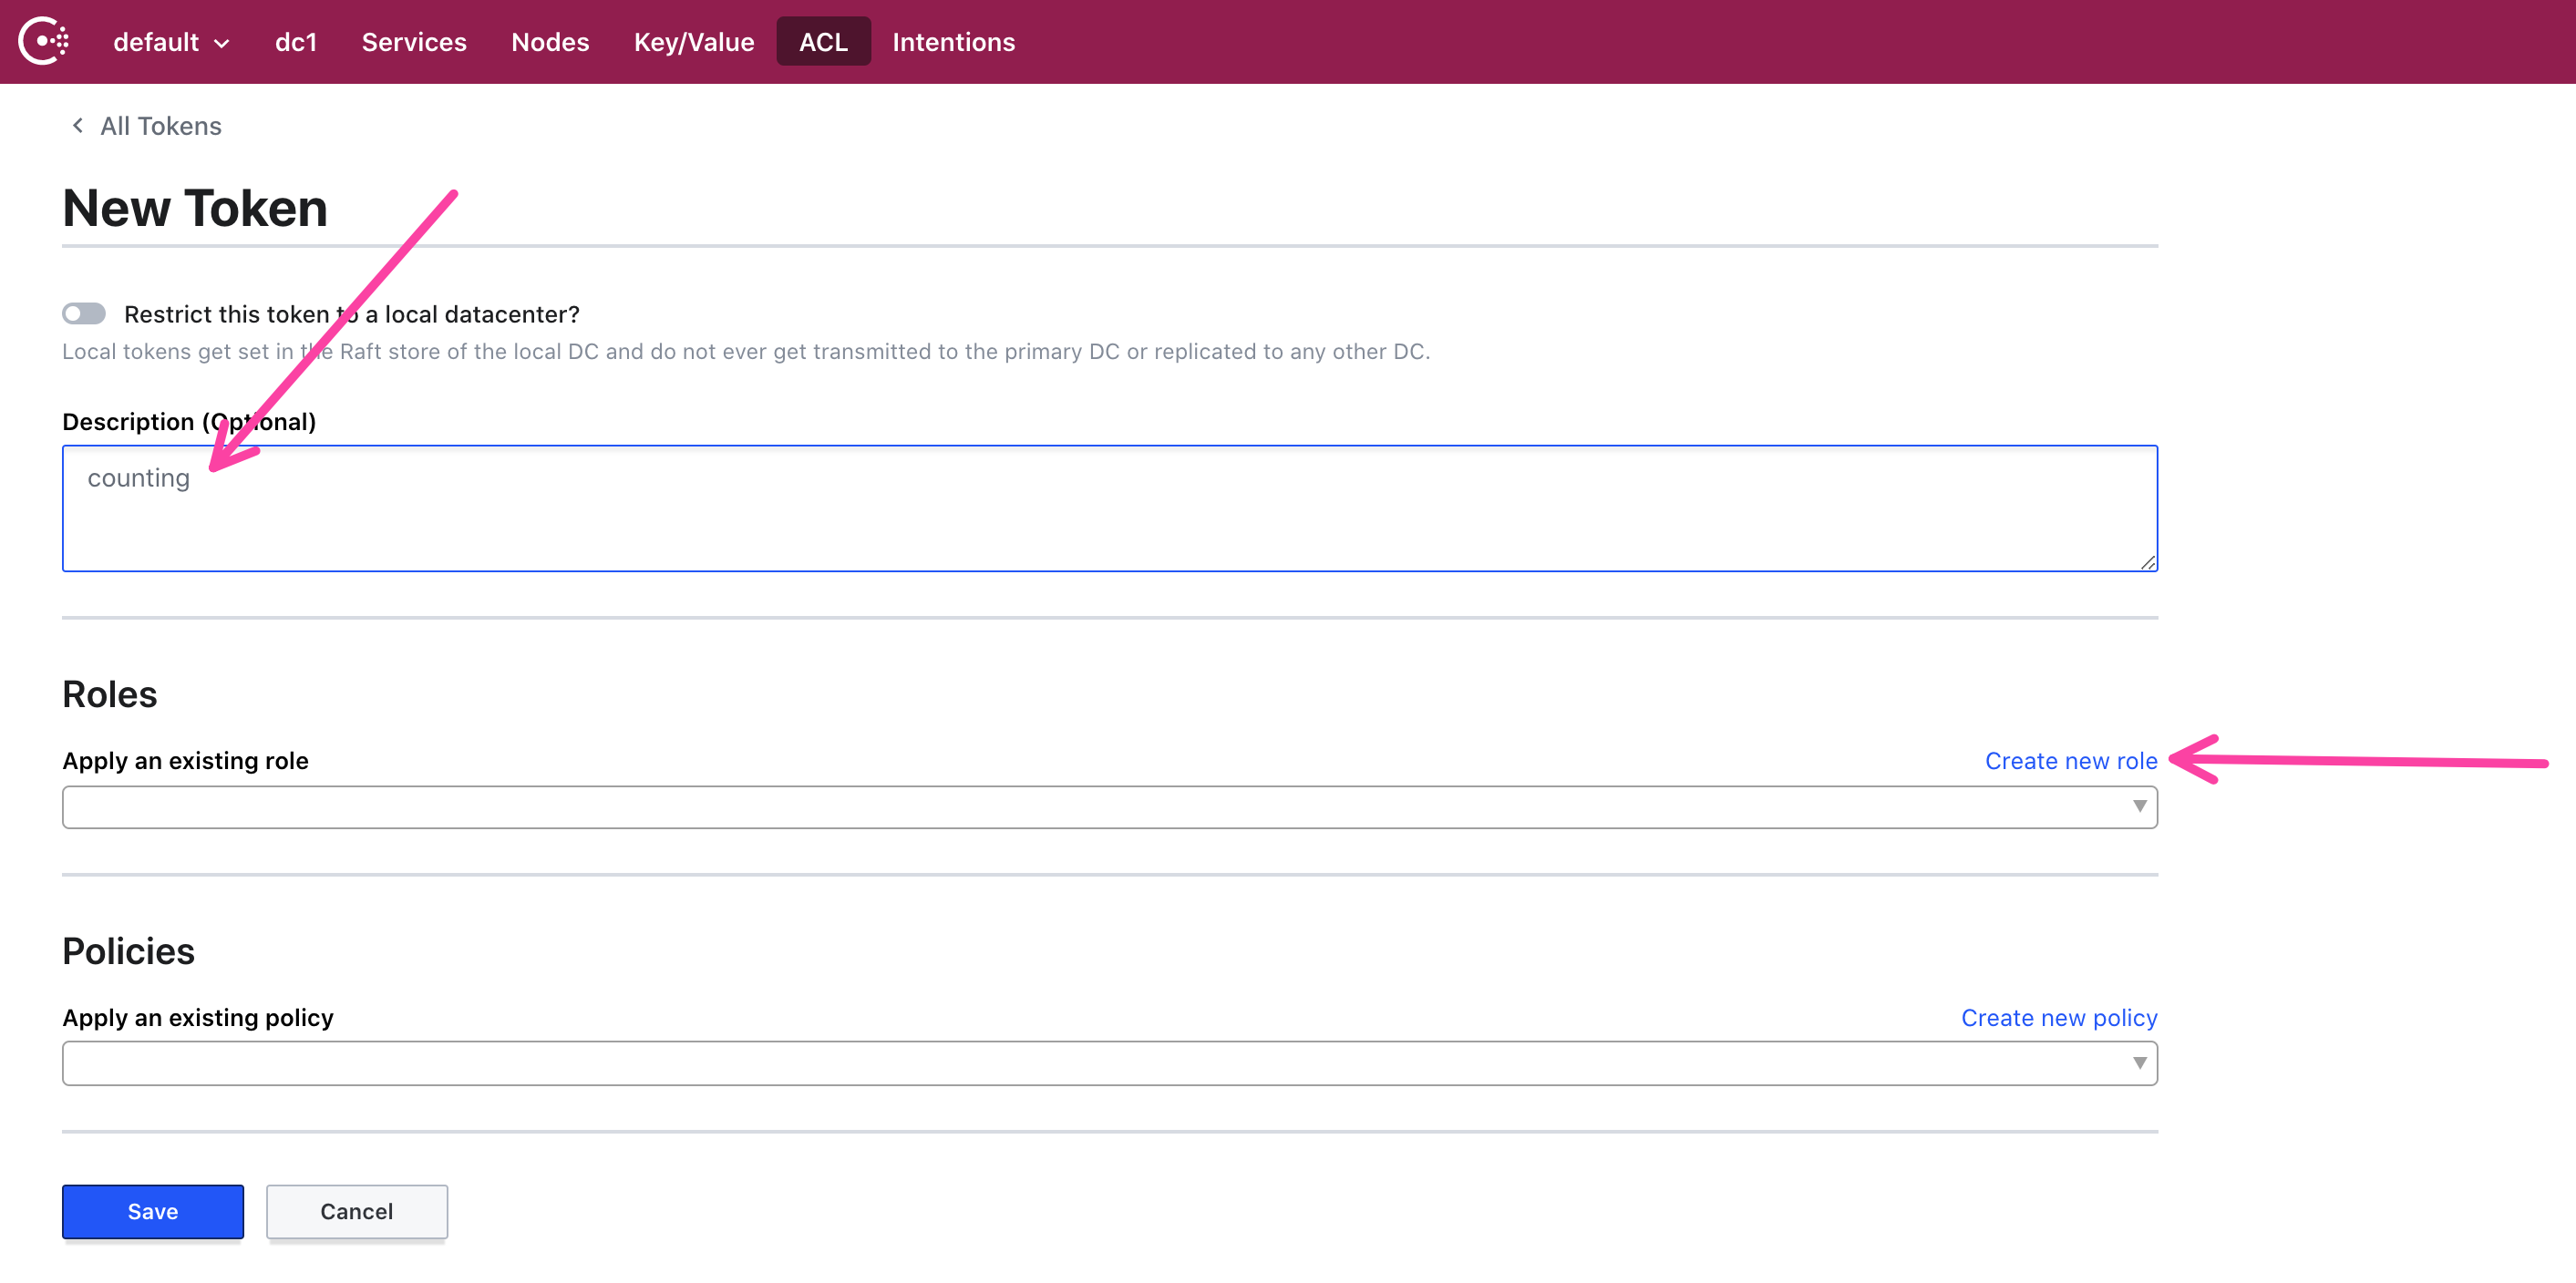 default dc1 Services Nodes Key/Value ACL Intentions
All Tokens
New Token
Restrict this token to a local datacenter?
Local tokens get set in the Raft store of the local DC and do not ever get transmitted to the primary DC or replicated to any other DC.
Description (Optional)
counting
Roles
Apply an existing role Create new role
Policies
Apply an existing policy Create new policy
Save Cancel